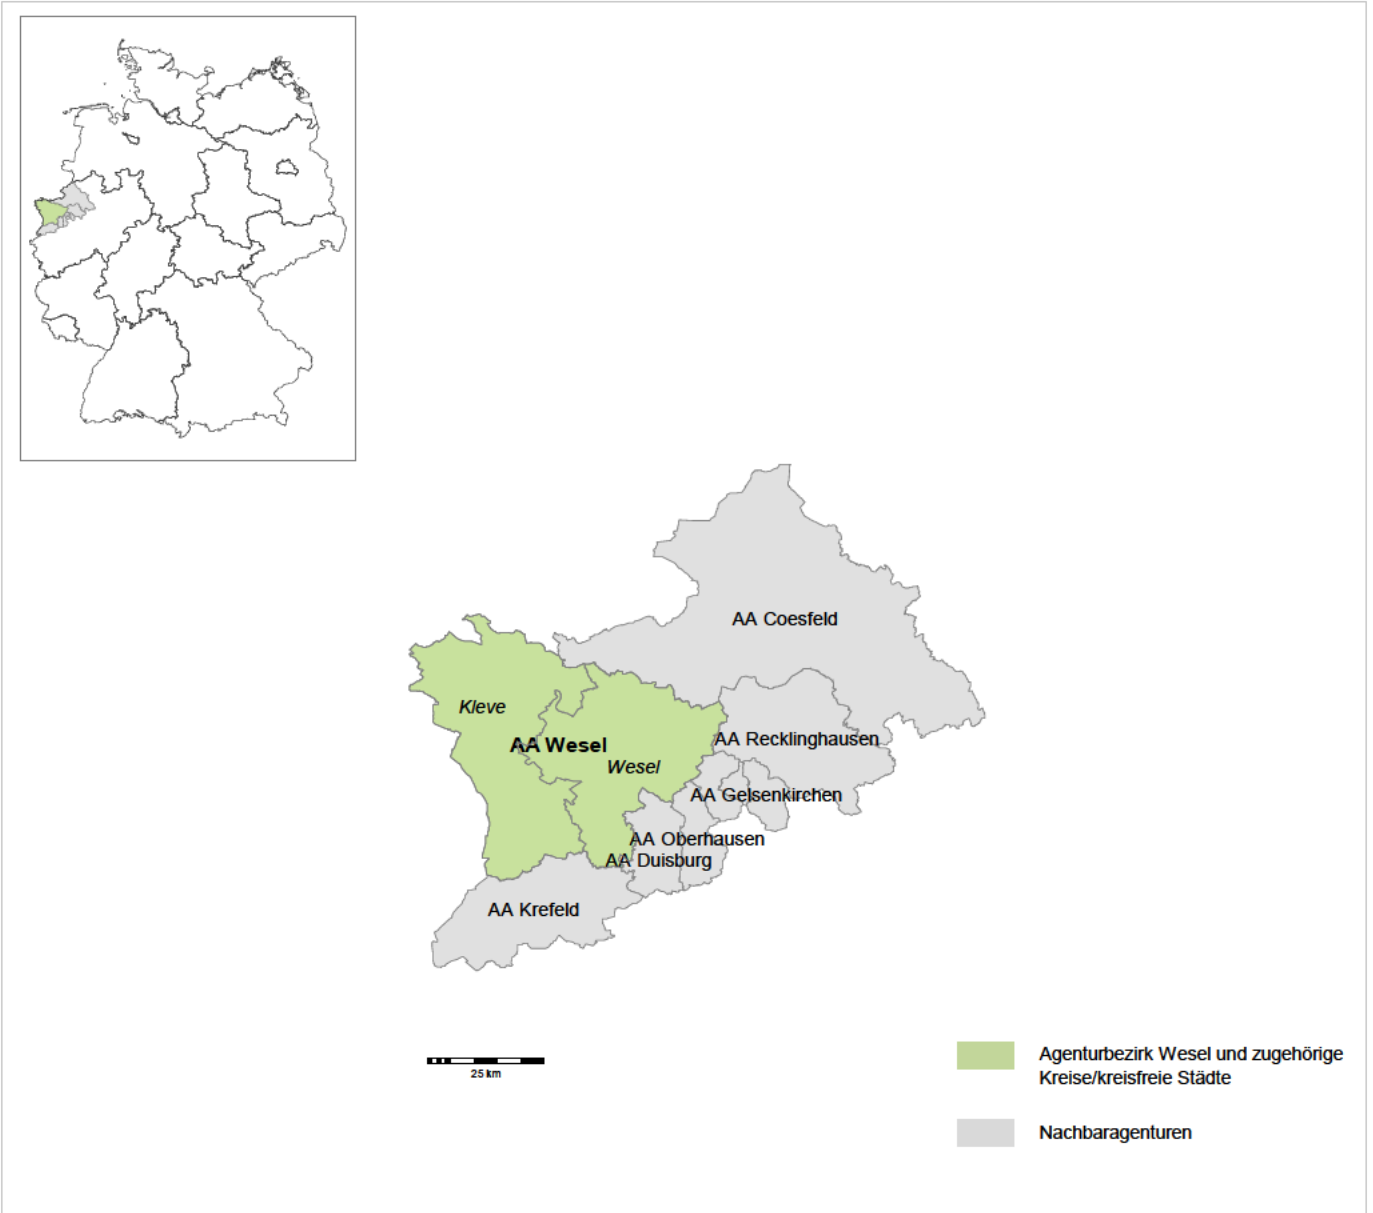 AA Coesfeld
Kleve
AA Recklinghausen
AA Wesel
Wesel
AA Gelsenkirchen
AA Oberhausen
AA Duisburg
AA Krefeld
25 km
Agenturbezirk Wesel und zugehörige
Kreise/kreisfreie Städte
Nachbaragenturen